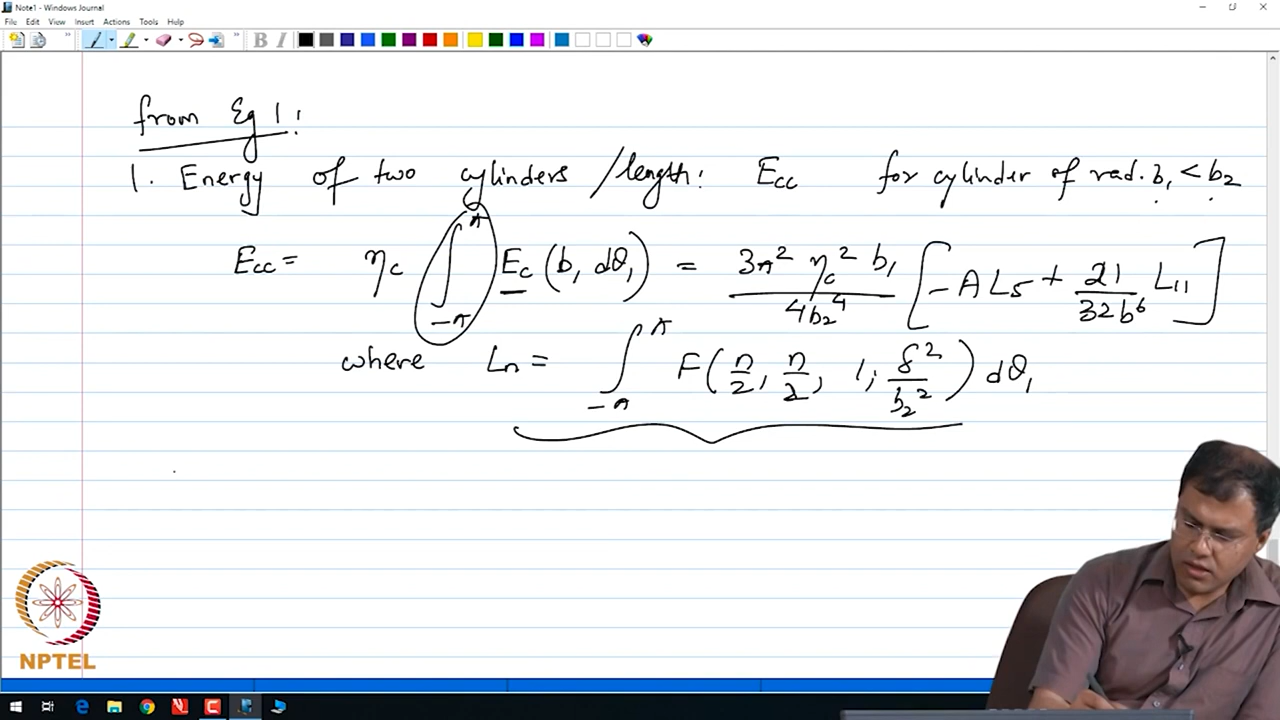 Note1 - Windows Journal
File Edit View Insert Actions Tools Help
B I
from Eq 1:
1. Energy of two cylinders /length: Ecc for cylinder of rad. b₁ < b₂
Ecc = ηc ∫_{-π}^{π} Ec (b₁ dθ₁) = 3π² ηc² b₁ / 4b₂⁴ [ -A L₅ + 21 / 32b⁶ L₁₁ ]
where Ln = ∫_{-π}^{π} F( n/2, n/2, 1; δ²/b₂² ) dθ₁
NPTEL